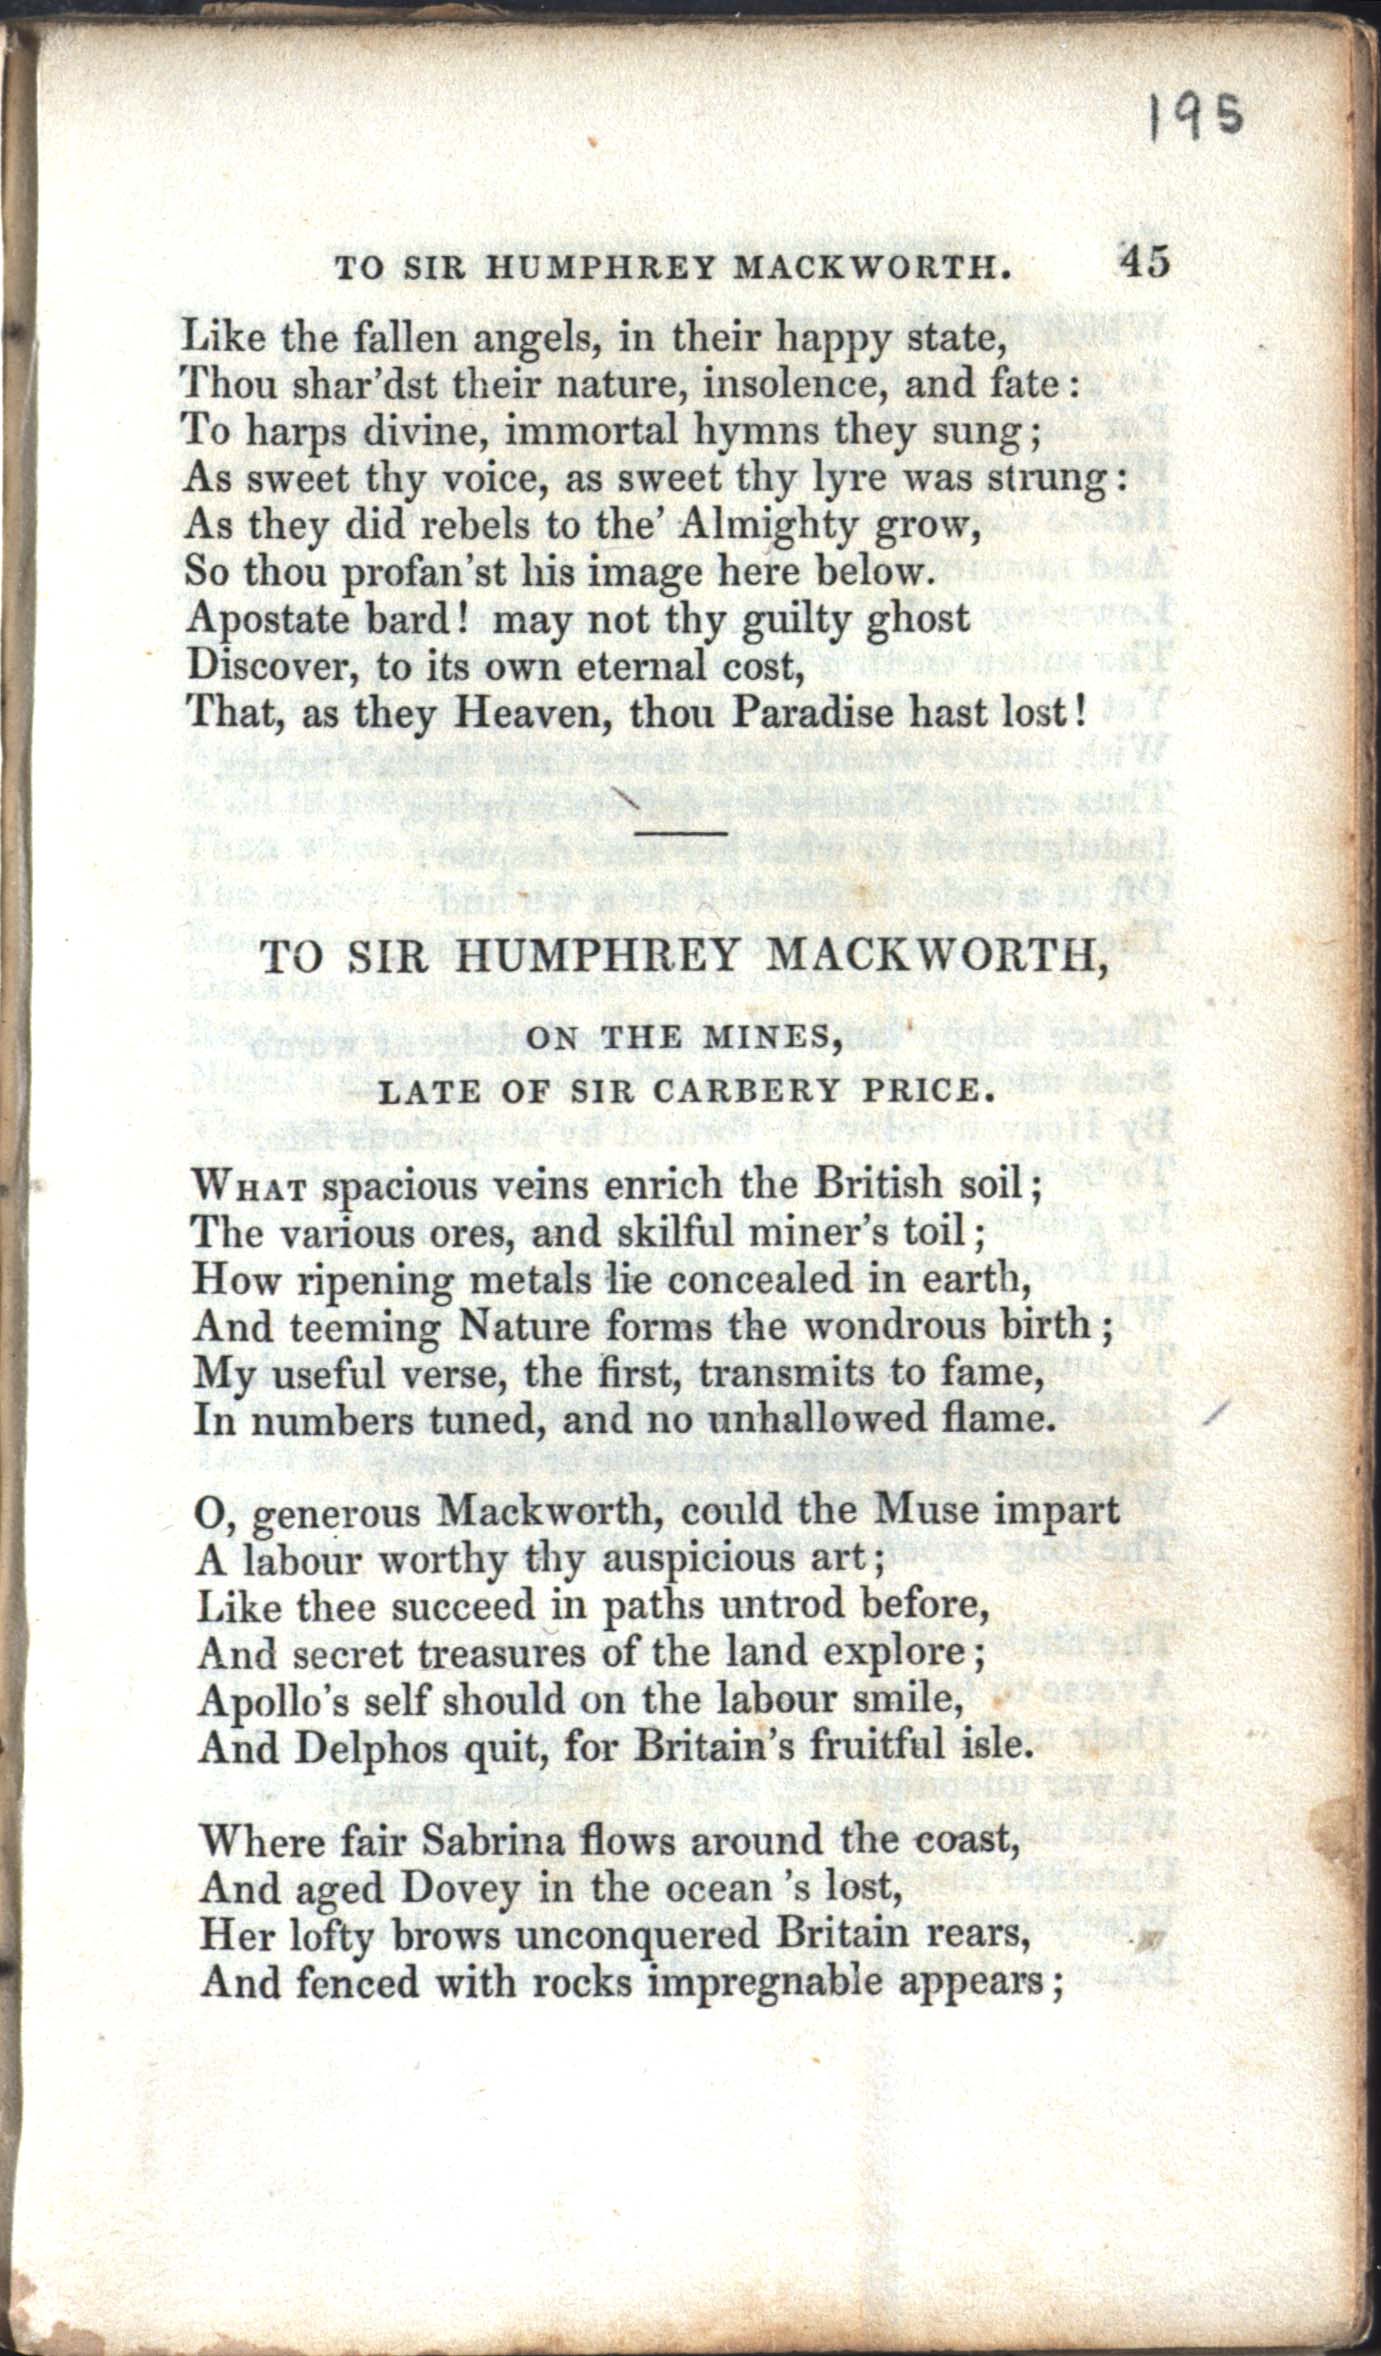 195
TO SIR HUMPHREY MACKWORTH. 45
Like the fallen angels, in their happy state,
Thou shar'dst their nature, insolence, and fate:
To harps divine, immortal hymns they sung;
As sweet thy voice, as sweet thy lyre was strung:
As they did rebels to the' Almighty grow,
So thou profan'st his image here below.
Apostate bard! may not thy guilty ghost
Discover, to its own eternal cost,
That, as they Heaven, thou Paradise hast lost!
TO SIR HUMPHREY MACKWORTH,
ON THE MINES,
LATE OF SIR CARBERY PRICE.
WHAT spacious veins enrich the British soil;
The various ores, and skilful miner's toil;
How ripening metals lie concealed in earth,
And teeming Nature forms the wondrous birth;
My useful verse, the first, transmits to fame,
In numbers tuned, and no unhallowed flame.
O, generous Mackworth, could the Muse impart
A labour worthy thy auspicious art;
Like thee succeed in paths untrod before,
And secret treasures of the land explore;
Apollo's self should on the labour smile,
And Delphos quit, for Britain's fruitful isle.
Where fair Sabrina flows around the coast,
And aged Dovey in the ocean 's lost,
Her lofty brows unconquered Britain rears,
And fenced with rocks impregnable appears;